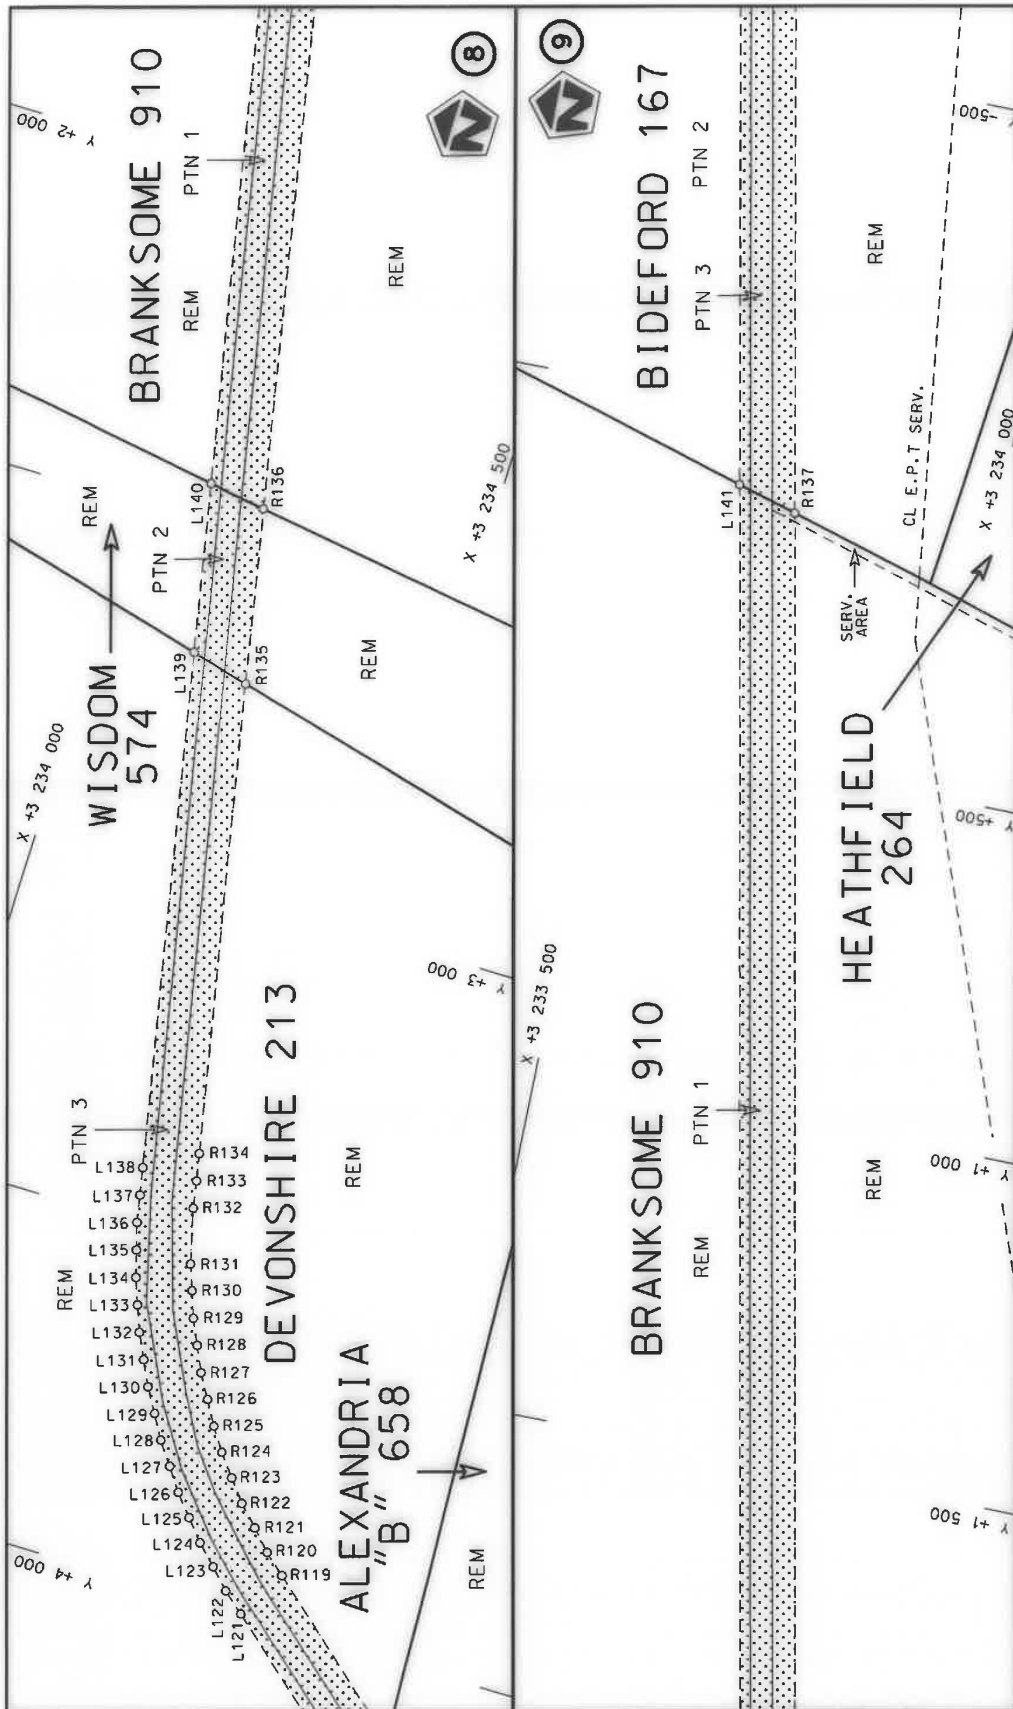 8
N
Y +2 000
BRANKSOME 910
PTN 1
REM
REM
X +3 234 500
L140
R136
WISDOM
574
REM
PTN 2
L139
R135
REM
X +3 234 000
Y +3 000
DEVONSHIRE 213
REM
PTN 3
L138
L137
L136
L135
L134
L133
L132
L131
L130
L129
L128
L127
L126
L125
L124
L123
L122
L121
R134
R133
R132
R131
R130
R129
R128
R127
R126
R125
R124
R123
R122
R121
R120
R119
REM
ALEXANDRIA
"B" 658
REM
Y +4 000
9
N
BIDEFORD 167
PTN 3
PTN 2
REM
Y -500
CL E.P.T SERV.
L141
R137
SERV.
AREA
X +3 234 000
HEATHFIELD
264
Y +500
X +3 233 500
BRANKSOME 910
REM
PTN 1
REM
Y +1 000
Y +1 500